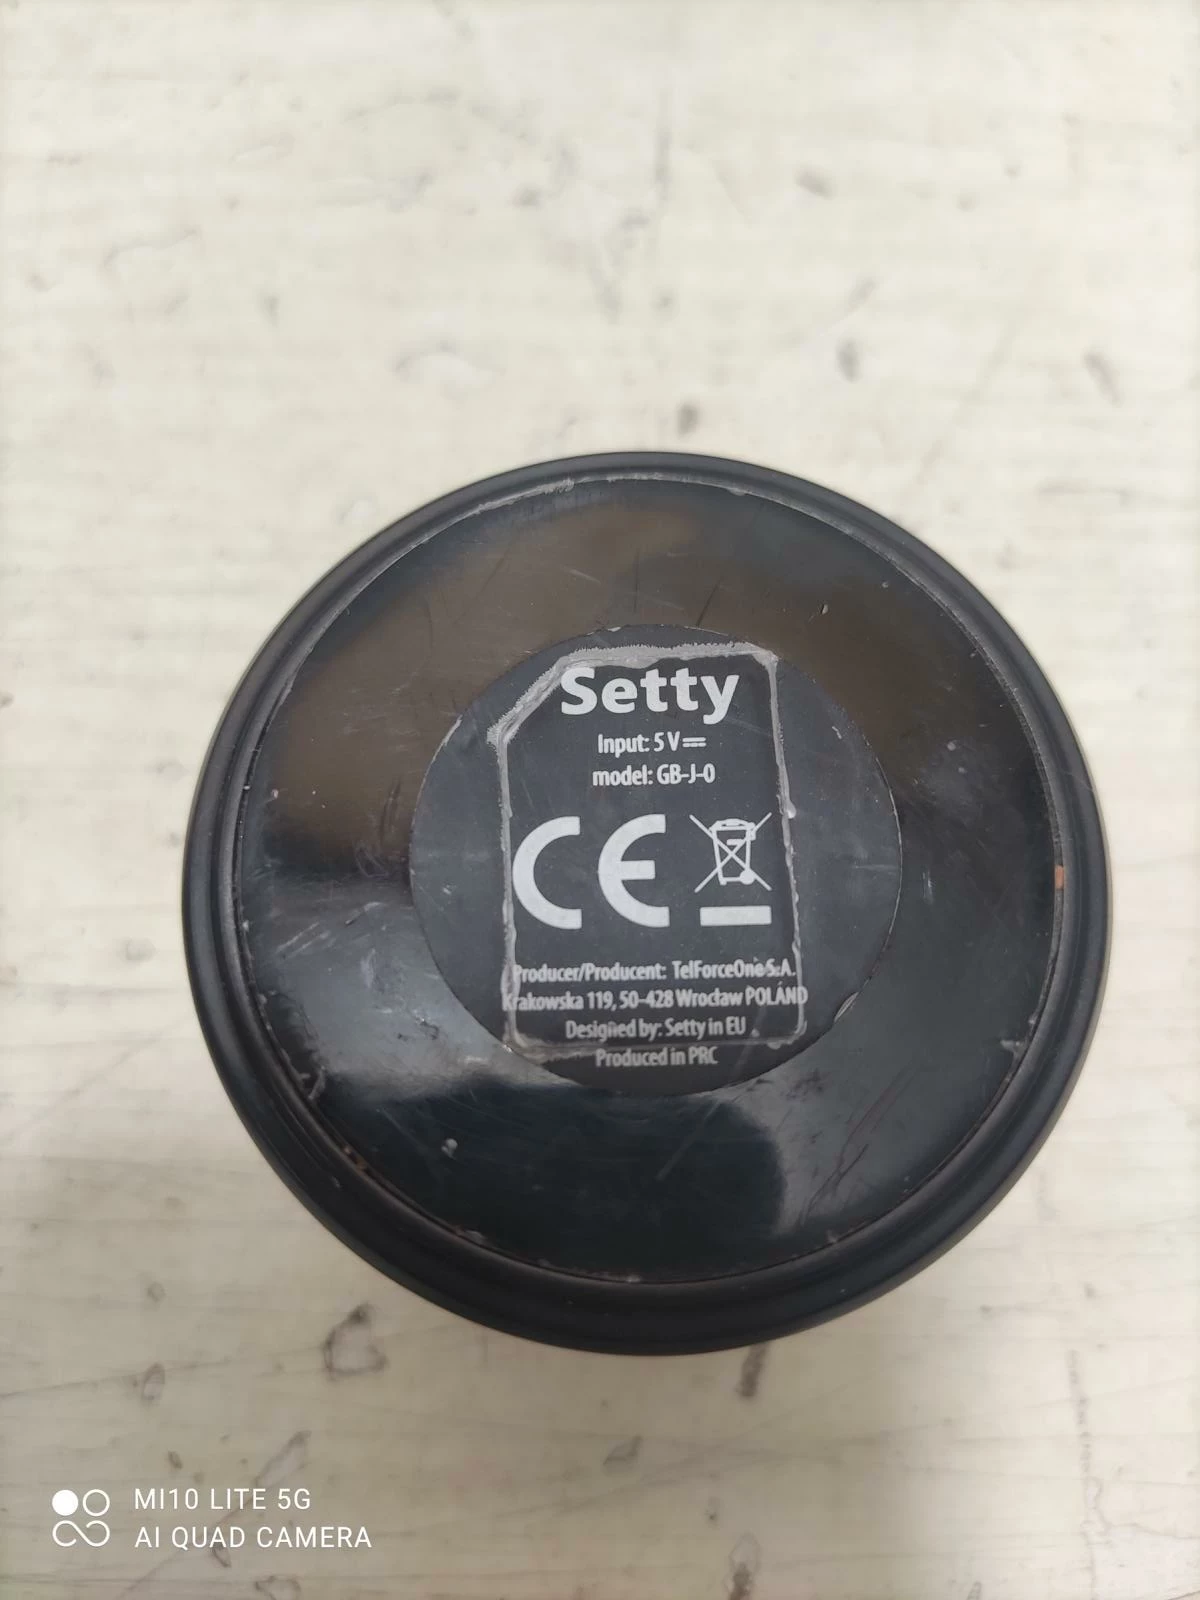 Setty
Input: 5 V ⎓
model: GB-J-0
CE
Producer/Producent: TelForceOne S.A.
Krakowska 119, 50-428 Wrocław POLAND
Designed by: Setty in EU
Produced in PRC
MI10 LITE 5G
AI QUAD CAMERA